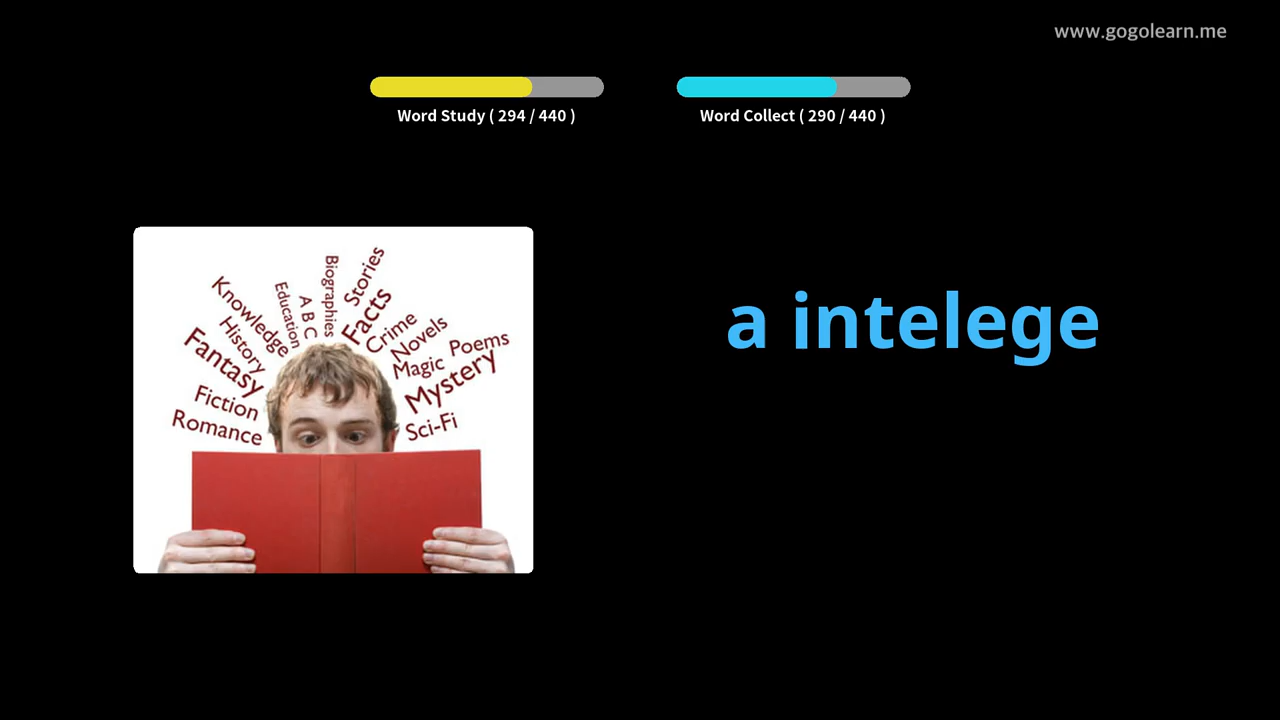 www.gogolearn.me
Word Study ( 294 / 440 )
Word Collect ( 290 / 440 )
a intelege
Knowledge
History
Fantasy
Fiction
Romance
Education
A B C
Biographies
Stories
Facts
Crime
Novels
Magic
Poems
Mystery
Sci-Fi